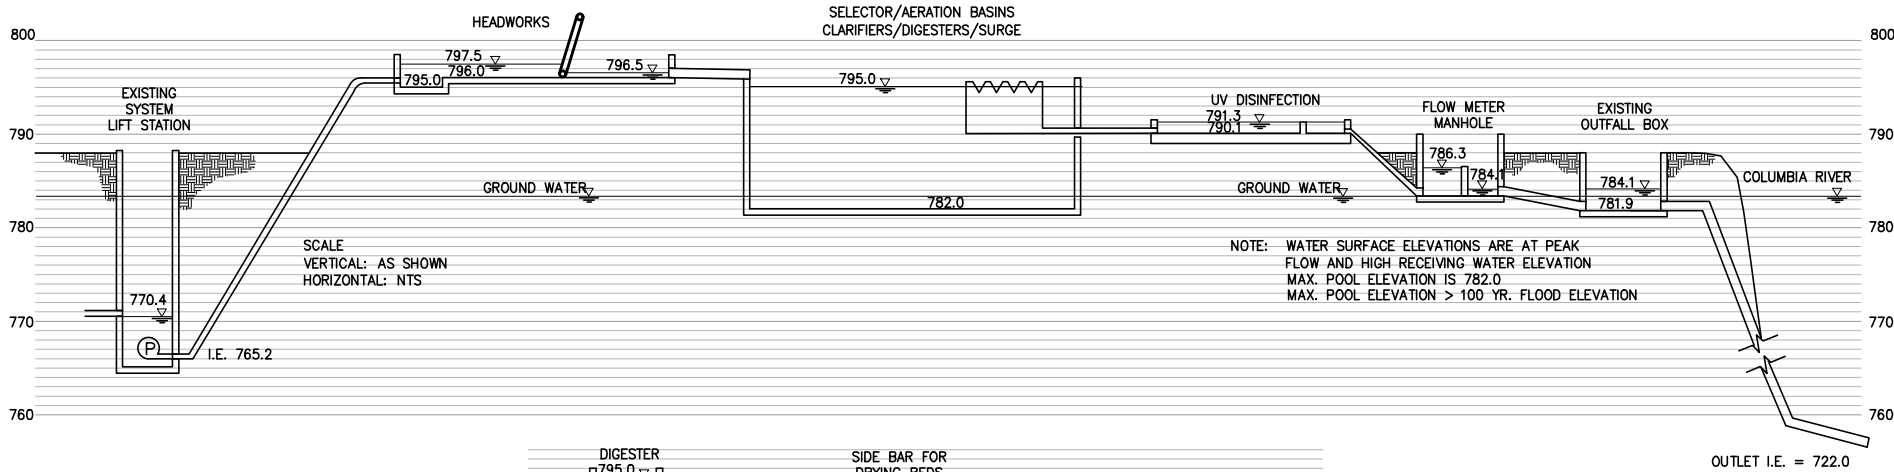 SELECTOR/AERATION BASINS
CLARIFIERS/DIGESTERS/SURGE
HEADWORKS
800
800
797.5
796.0
795.0
796.5
795.0
EXISTING
SYSTEM
LIFT STATION
UV DISINFECTION
791.3
790.1
FLOW METER
MANHOLE
EXISTING
OUTFALL BOX
790
790
786.3
784.1
784.1
781.9
COLUMBIA RIVER
GROUND WATER
GROUND WATER
782.0
780
780
SCALE
VERTICAL: AS SHOWN
HORIZONTAL: NTS
NOTE: WATER SURFACE ELEVATIONS ARE AT PEAK
FLOW AND HIGH RECEIVING WATER ELEVATION
MAX. POOL ELEVATION IS 782.0
MAX. POOL ELEVATION > 100 YR. FLOOD ELEVATION
770.4
770
770
P
I.E. 765.2
760
760
OUTLET I.E. = 722.0
DIGESTER
795.0
SIDE BAR FOR
DRYING BEDS